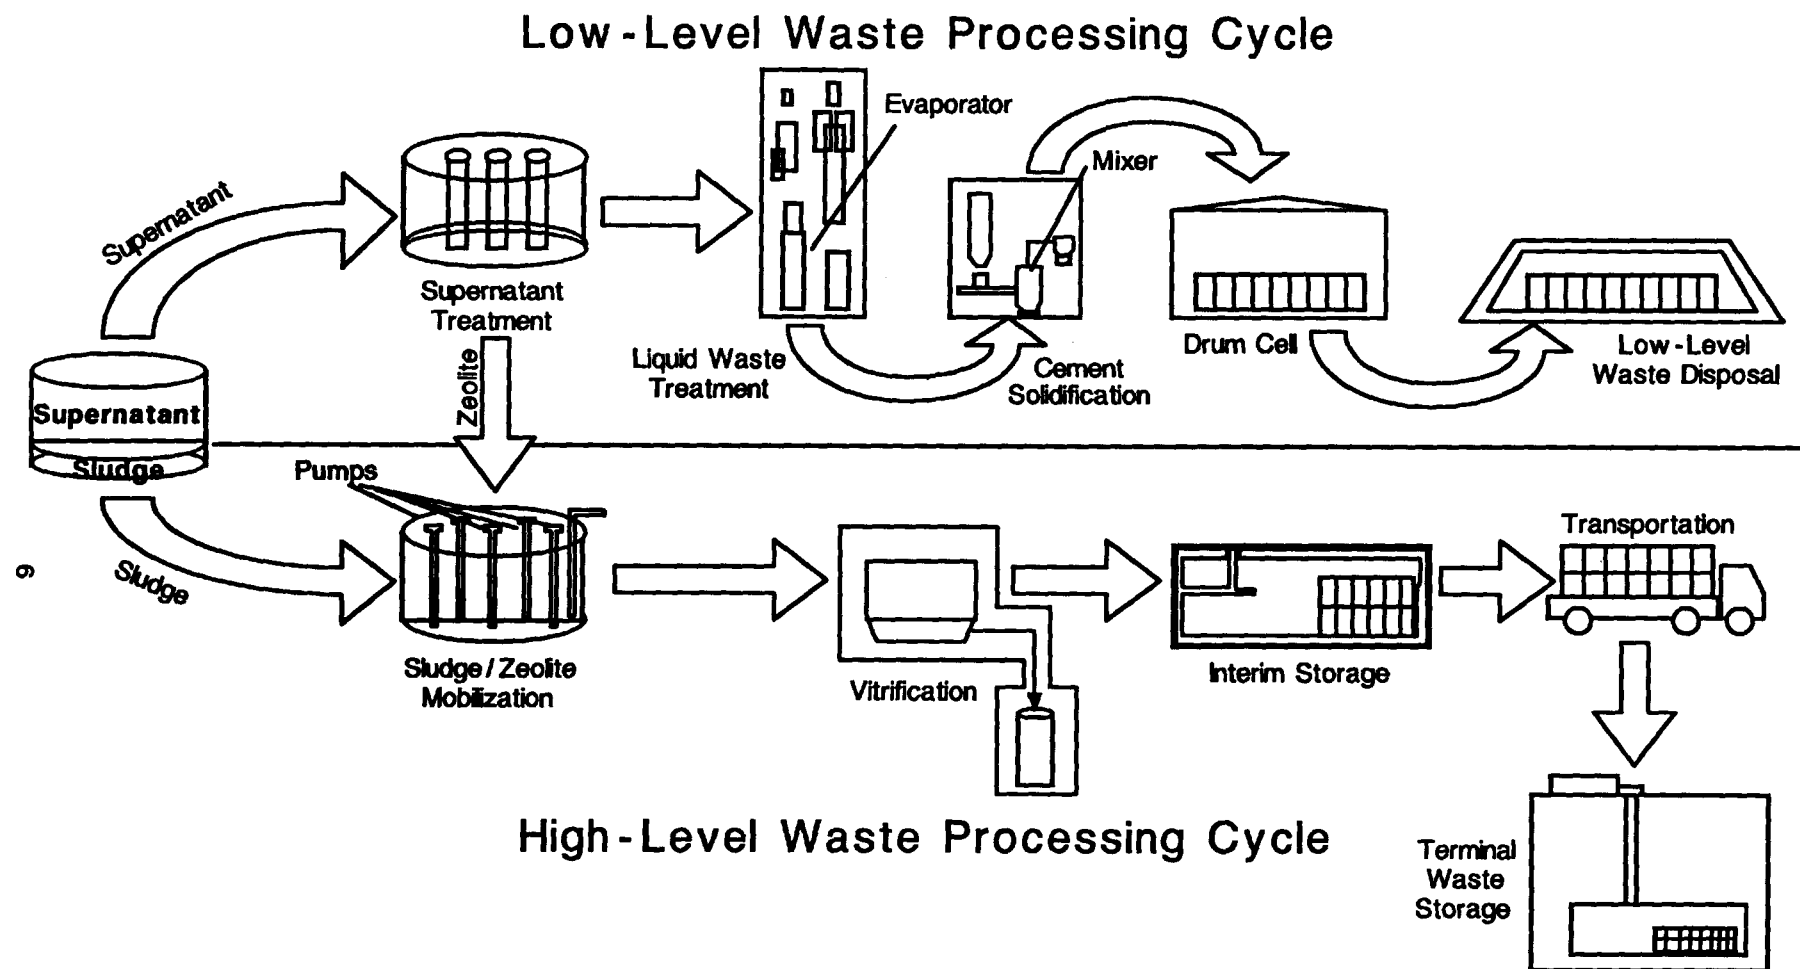 Low-Level Waste Processing Cycle
Evaporator
Mixer
Supernatant
Supernatant
Treatment
Liquid Waste
Treatment
Cement
Solidification
Drum Cell
Low-Level
Waste Disposal
Zeolite
Supernatant
Sludge
Pumps
Sludge
Sludge / Zeolite
Mobilization
Vitrification
Interim Storage
Transportation
Terminal
Waste
Storage
High-Level Waste Processing Cycle
9